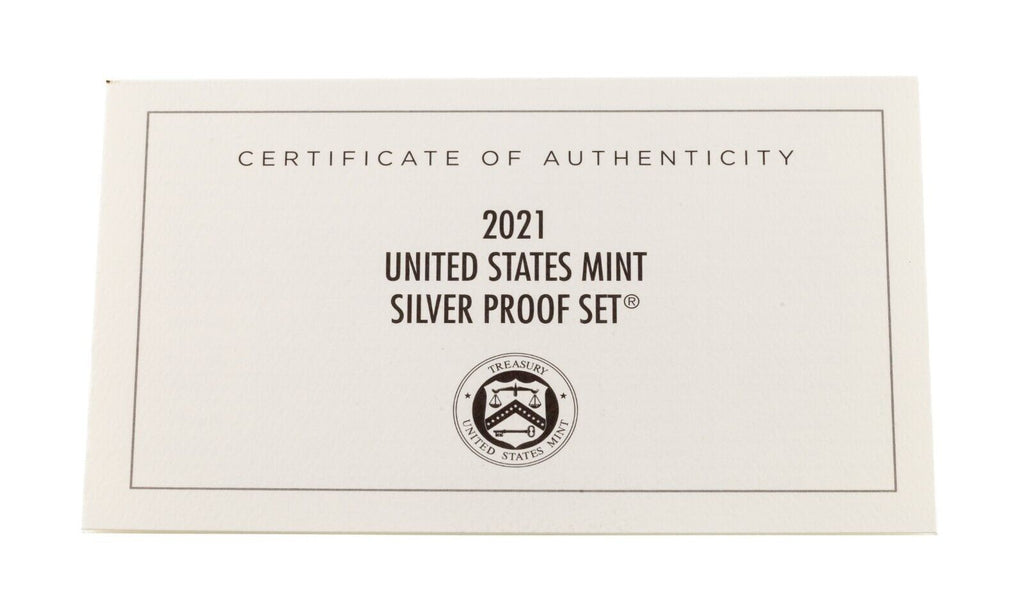 CERTIFICATE OF AUTHENTICITY
2021
UNITED STATES MINT
SILVER PROOF SET®
TREASURY
UNITED STATES MINT